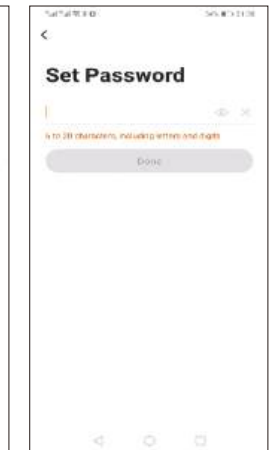 Set Password
6 to 20 characters, including letters and digits
Done